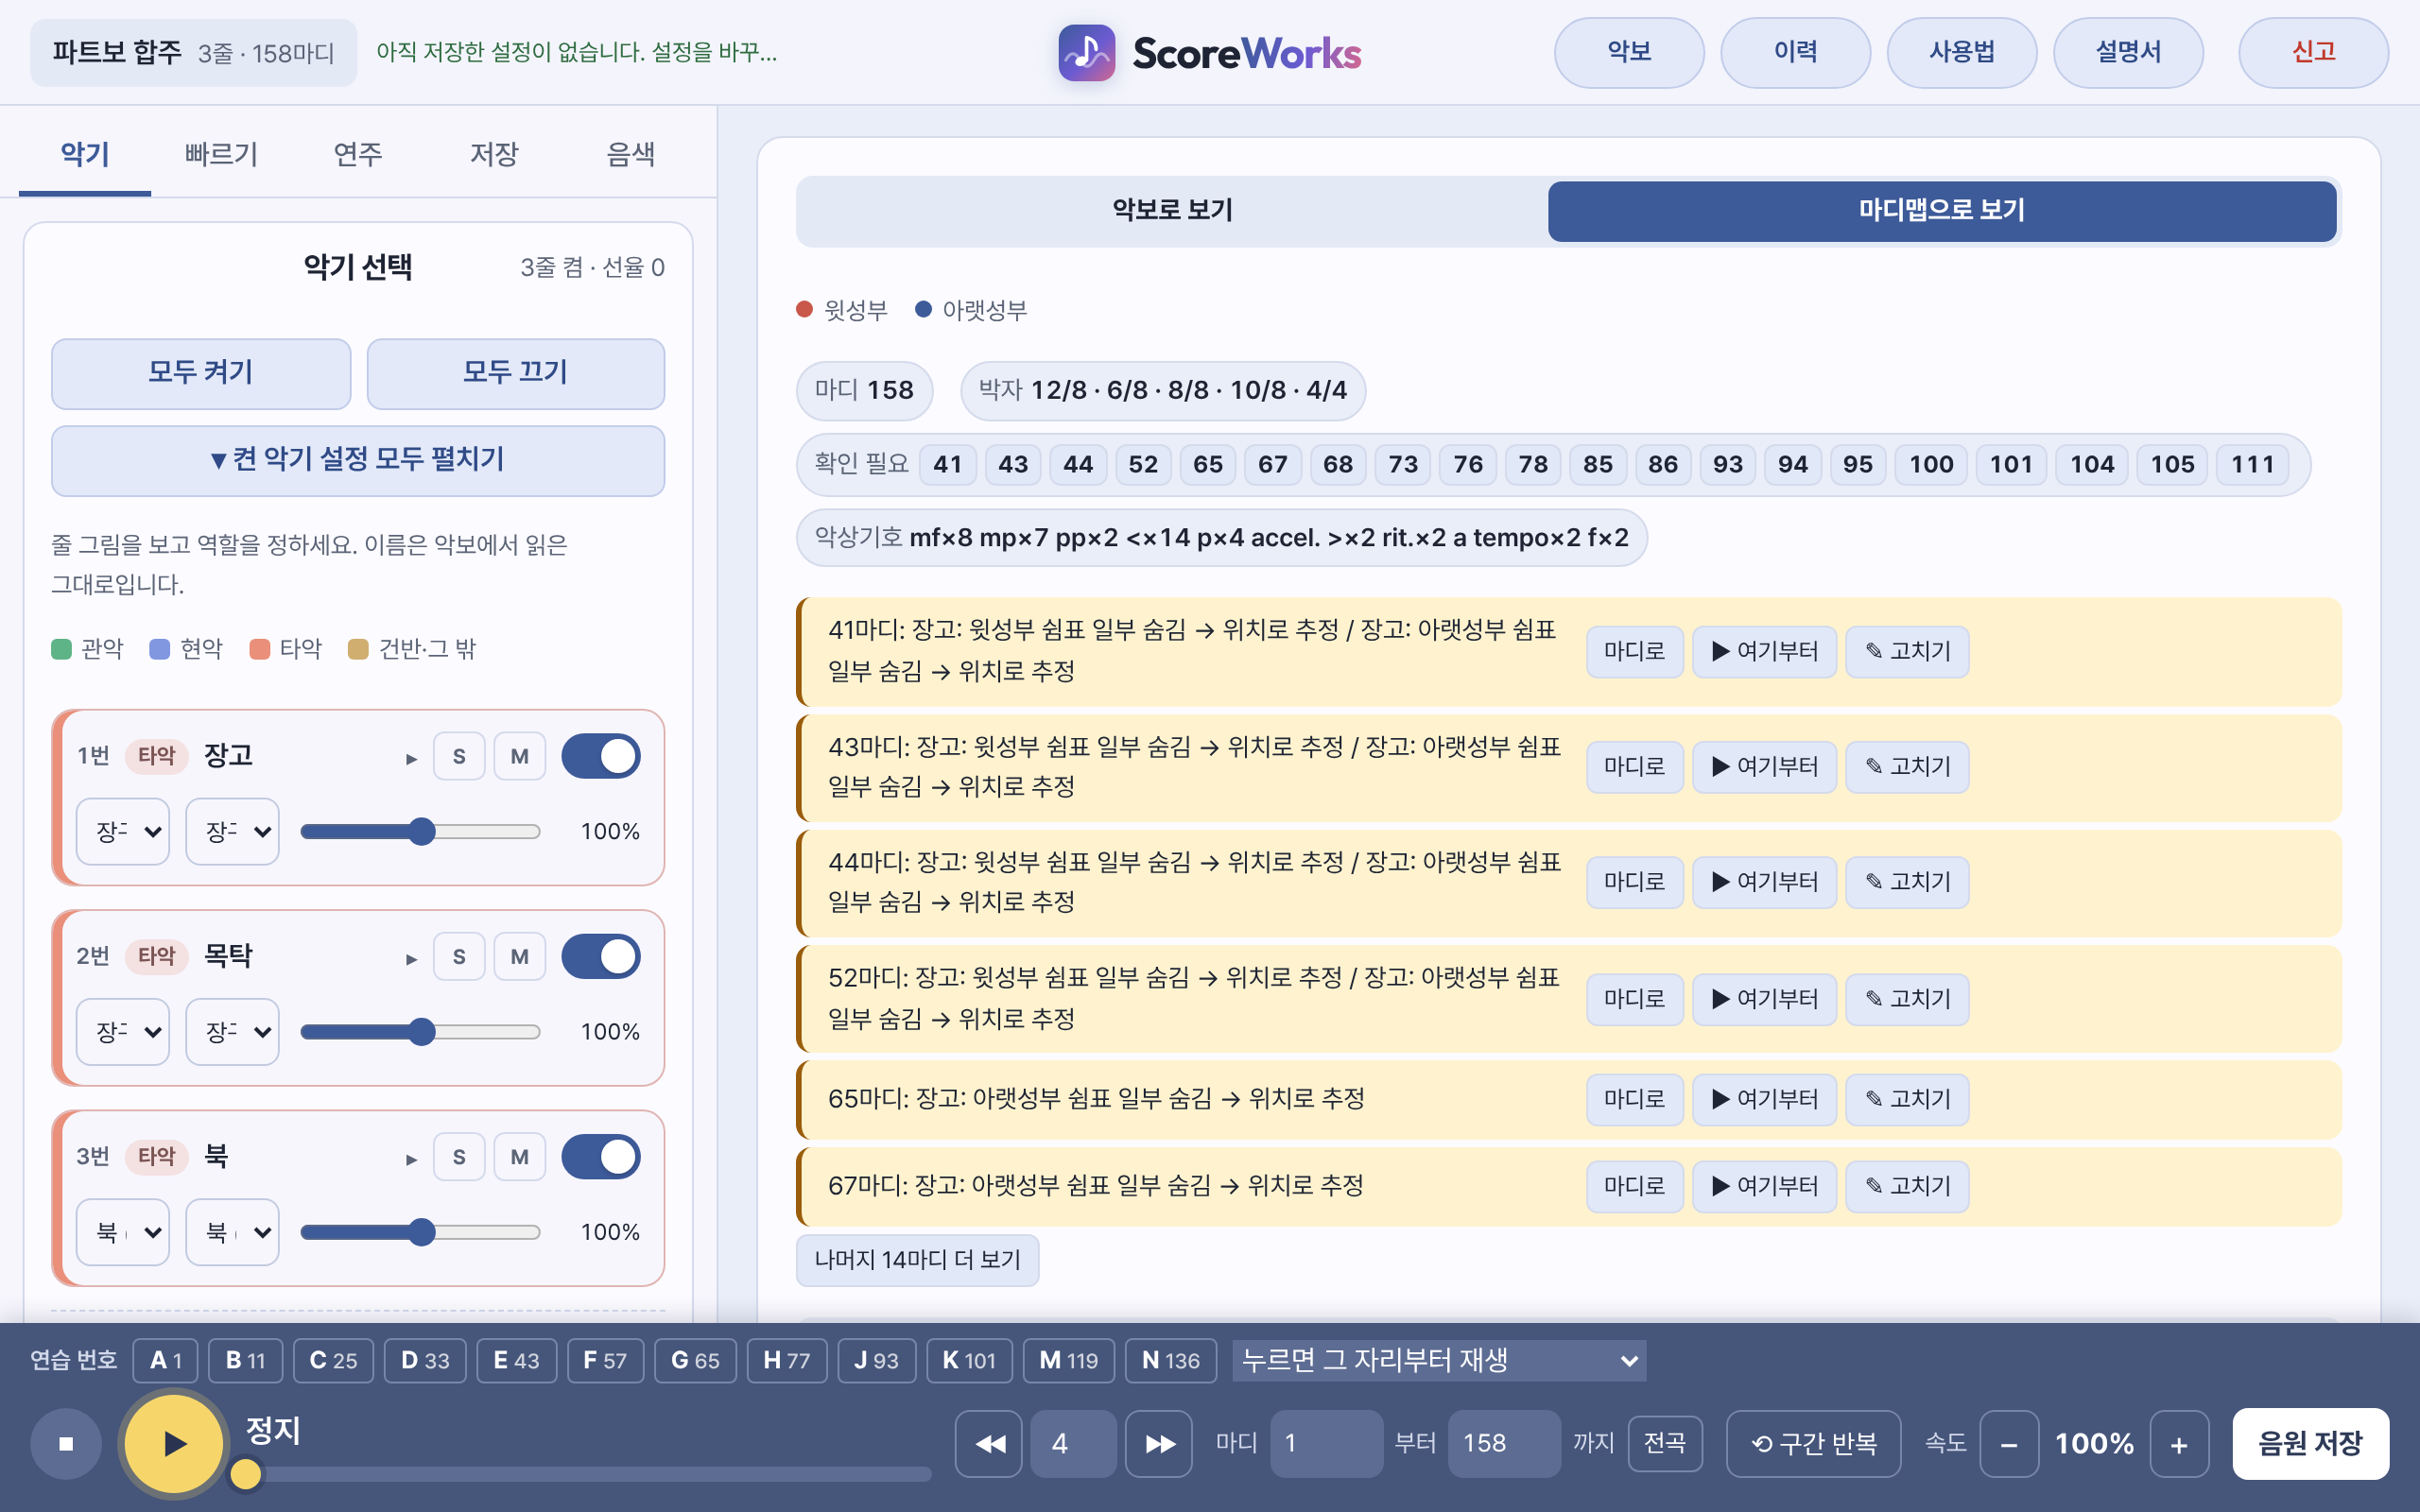 파트보 합주 3줄 · 158마디 아직 저장한 설정이 없습니다. 설정을 바꾸...
ScoreWorks
악보 이력 사용법 설명서 신고
악기 빠르기 연주 저장 음색
악기 선택 3줄 켬 · 선율 0
모두 켜기 모두 끄기
▼켠 악기 설정 모두 펼치기
줄 그림을 보고 역할을 정하세요. 이름은 악보에서 읽은
그대로입니다.
관악 현악 타악 건반·그 밖
1번 타악 장고 ▸ S M
100%
2번 타악 목탁 ▸ S M
100%
3번 타악 북 ▸ S M
북 북 100%
악보로 보기 마디맵으로 보기
윗성부 아랫성부
마디 158 박자 12/8 · 6/8 · 8/8 · 10/8 · 4/4
확인 필요 41 43 44 52 65 67 68 73 76 78 85 86 93 94 95 100 101 104 105 111
악상기호 mf×8 mp×7 pp×2 <×14 p×4 accel. >×2 rit.×2 a tempo×2 f×2
41마디: 장고: 윗성부 쉼표 일부 숨김 → 위치로 추정 / 장고: 아랫성부 쉼표
일부 숨김 → 위치로 추정
마디로 ▶ 여기부터 ✎ 고치기
43마디: 장고: 윗성부 쉼표 일부 숨김 → 위치로 추정 / 장고: 아랫성부 쉼표
일부 숨김 → 위치로 추정
마디로 ▶ 여기부터 ✎ 고치기
44마디: 장고: 윗성부 쉼표 일부 숨김 → 위치로 추정 / 장고: 아랫성부 쉼표
일부 숨김 → 위치로 추정
마디로 ▶ 여기부터 ✎ 고치기
52마디: 장고: 윗성부 쉼표 일부 숨김 → 위치로 추정 / 장고: 아랫성부 쉼표
일부 숨김 → 위치로 추정
마디로 ▶ 여기부터 ✎ 고치기
65마디: 장고: 아랫성부 쉼표 일부 숨김 → 위치로 추정 마디로 ▶ 여기부터 ✎ 고치기
67마디: 장고: 아랫성부 쉼표 일부 숨김 → 위치로 추정 마디로 ▶ 여기부터 ✎ 고치기
나머지 14마디 더 보기
연습 번호 A 1 B 11 C 25 D 33 E 43 F 57 G 65 H 77 J 93 K 101 M 119 N 136 누르면 그 자리부터 재생
정지
4 마디 1 부터 158 까지 전곡 ⟲ 구간 반복 속도 − 100% + 음원 저장